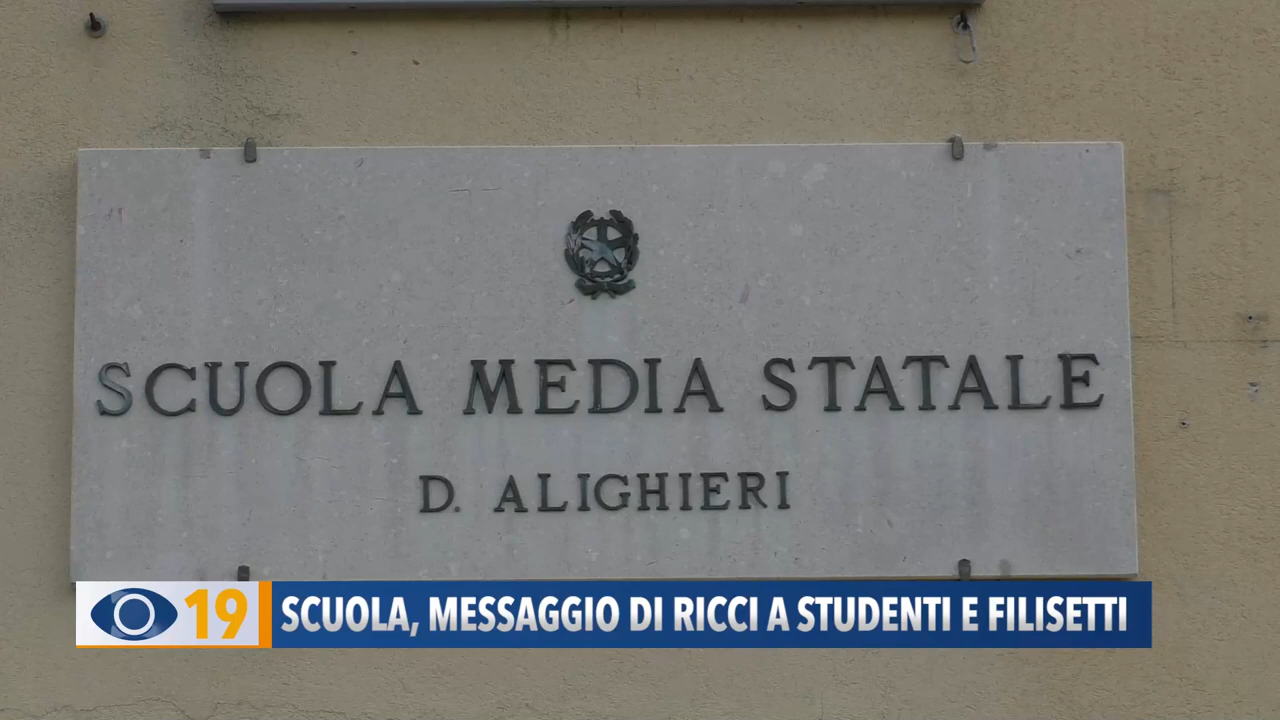 SCUOLA MEDIA STATALE
D. ALIGHIERI
19 SCUOLA, MESSAGGIO DI RICCI A STUDENTI E FILISETTI